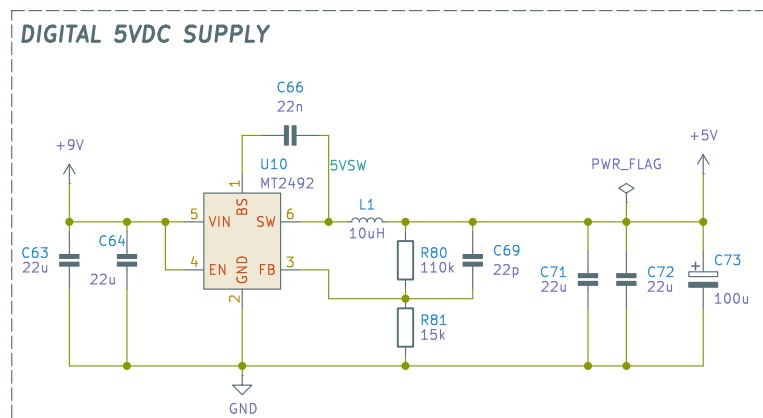 DIGITAL 5VDC SUPPLY
C66
22n
+9V
+5V
U10
MT2492
5VSW
PWR_FLAG
1
BS
5
VIN
SW
6
L1
10uH
C63
22u
C64
22u
4
EN
GND
FB
3
2
R80
110k
C69
22p
C71
22u
C72
22u
+
C73
100u
R81
15k
GND